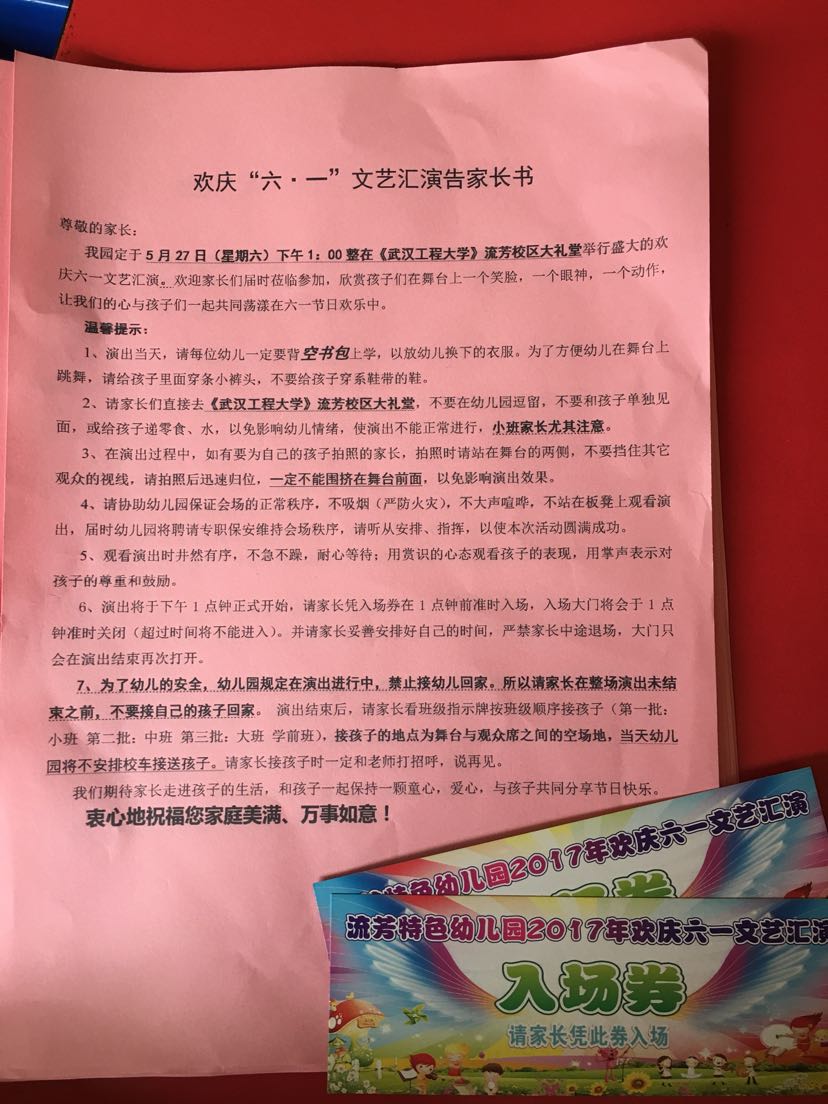 欢庆“六·一”文艺汇演告家长书
尊敬的家长：
我园定于5月27日（星期六）下午1：00整在《武汉工程大学》流芳校区大礼堂举行盛大的欢
庆六一文艺汇演。欢迎家长们届时莅临参加，欣赏孩子们在舞台上一个笑脸，一个眼神，一个动作，
让我们的心与孩子们一起共同荡漾在六一节日欢乐中。
温馨提示：
1、演出当天，请每位幼儿一定要背空书包上学，以放幼儿换下的衣服。为了方便幼儿在舞台上
跳舞，请给孩子里面穿条小裤头，不要给孩子穿系鞋带的鞋。
2、请家长们直接去《武汉工程大学》流芳校区大礼堂，不要在幼儿园逗留，不要和孩子单独见
面，或给孩子递零食、水，以免影响幼儿情绪，使演出不能正常进行，小班家长尤其注意。
3、在演出过程中，如有要为自己的孩子拍照的家长，拍照时请站在舞台的两侧，不要挡住其它
观众的视线，请拍照后迅速归位，一定不能围挤在舞台前面，以免影响演出效果。
4、请协助幼儿园保证会场的正常秩序，不吸烟（严防火灾），不大声喧哗，不站在板凳上观看演
出，届时幼儿园将聘请专职保安维持会场秩序，请听从安排、指挥，以使本次活动圆满成功。
5、观看演出时井然有序，不急不躁，耐心等待；用赏识的心态观看孩子的表现，用掌声表示对
孩子的尊重和鼓励。
6、演出将于下午1点钟正式开始，请家长凭入场券在1点钟前准时入场，入场大门将会于1点
钟准时关闭（超过时间将不能进入）。并请家长妥善安排好自己的时间，严禁家长中途退场，大门只
会在演出结束再次打开。
7、为了幼儿的安全，幼儿园规定在演出进行中，禁止接幼儿回家。所以请家长在整场演出未结
束之前，不要接自己的孩子回家。演出结束后，请家长看班级指示牌按班级顺序接孩子（第一批：
小班 第二批：中班 第三批：大班 学前班），接孩子的地点为舞台与观众席之间的空场地，当天幼儿
园将不安排校车接送孩子。请家长接孩子时一定和老师打招呼，说再见。
我们期待家长走进孩子的生活，和孩子一起保持一颗童心，爱心，与孩子共同分享节日快乐。
衷心地祝福您家庭美满、万事如意！
特色幼儿园2017年欢庆六一文艺汇演
场券
流芳特色幼儿园2017年欢庆六一文艺汇演
入场券
请家长凭此券入场